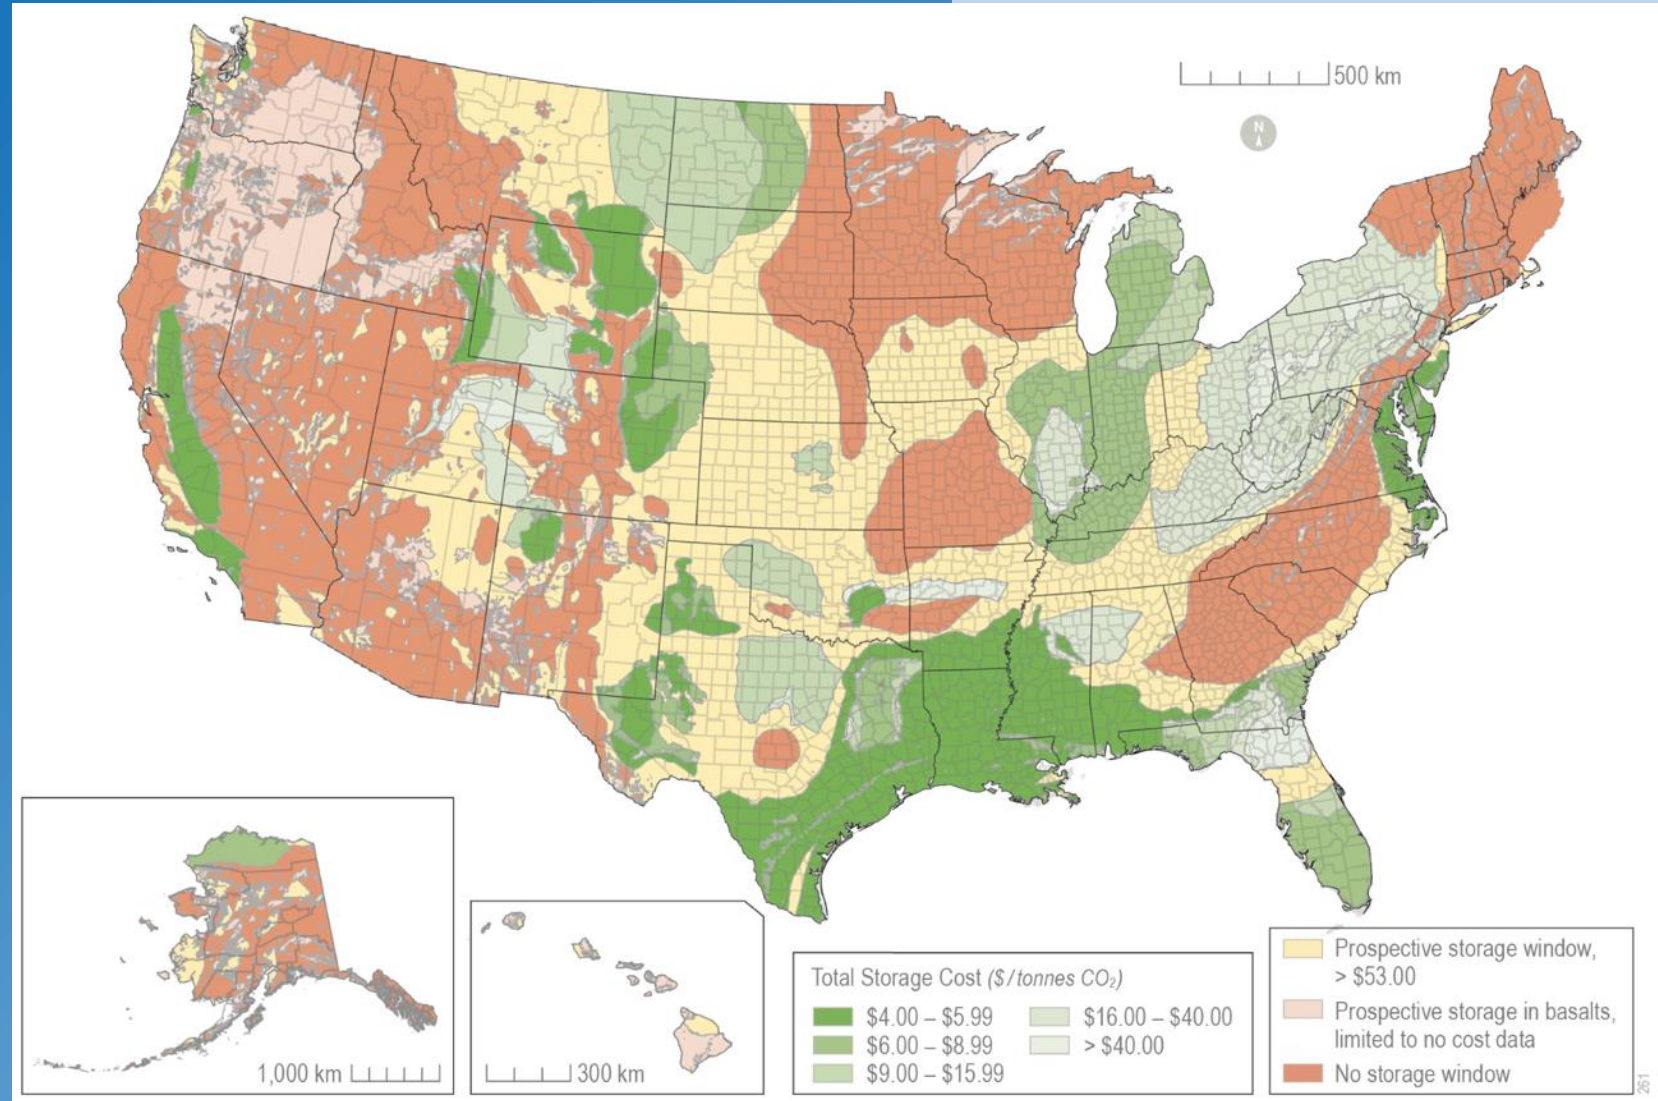 500 km
N
1,000 km
300 km
Total Storage Cost ($/tonnes CO₂)
$4.00 – $5.99
$6.00 – $8.99
$9.00 – $15.99
$16.00 – $40.00
> $40.00
Prospective storage window,
> $53.00
Prospective storage in basalts,
limited to no cost data
No storage window
261